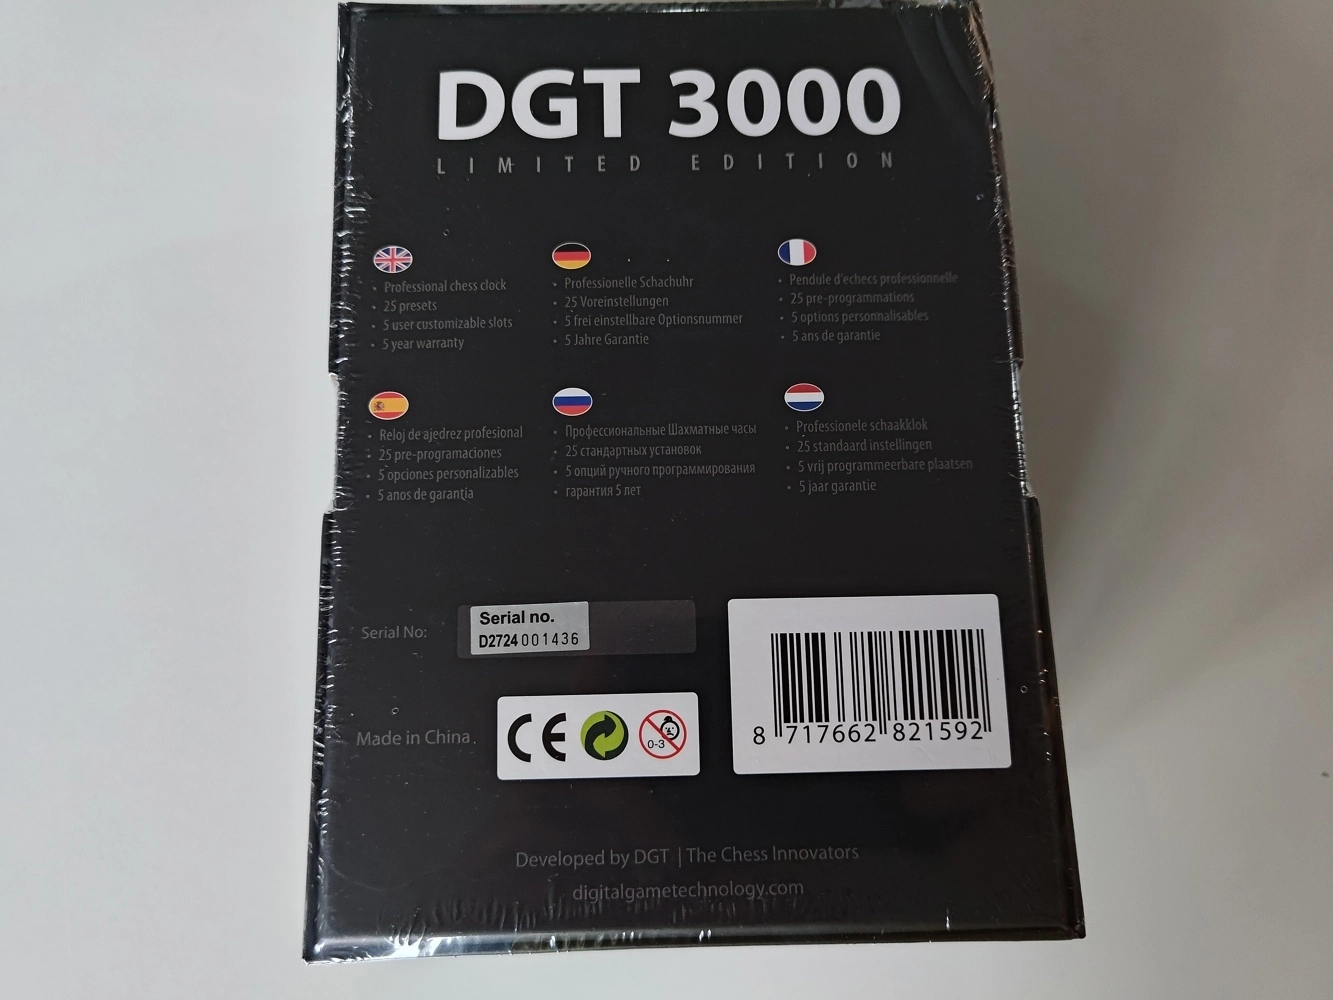 DGT 3000
LIMITED EDITION
• Professional chess clock
• 25 presets
• 5 user customizable slots
• 5 year warranty
• Professionelle Schachuhr
• 25 Voreinstellungen
• 5 frei einstellbare Optionsnummer
• 5 Jahre Garantie
• Pendule d'echecs professionnelle
• 25 pre-programmations
• 5 options personnalisables
• 5 ans de garantie
• Reloj de ajedrez profesional
• 25 pre-programaciones
• 5 opciones personalizables
• 5 anos de garantia
• Профессиональные Шахматные часы
• 25 стандартных установок
• 5 опций ручного программирования
• гарантия 5 лет
• Professionele schaakklok
• 25 standaard instellingen
• 5 vrij programmeerbare plaatsen
• 5 jaar garantie
Serial No:
Serial no.
D2724001436
Made in China.
CE
0-3
8 717662 821592
Developed by DGT | The Chess Innovators
digitalgametechnology.com